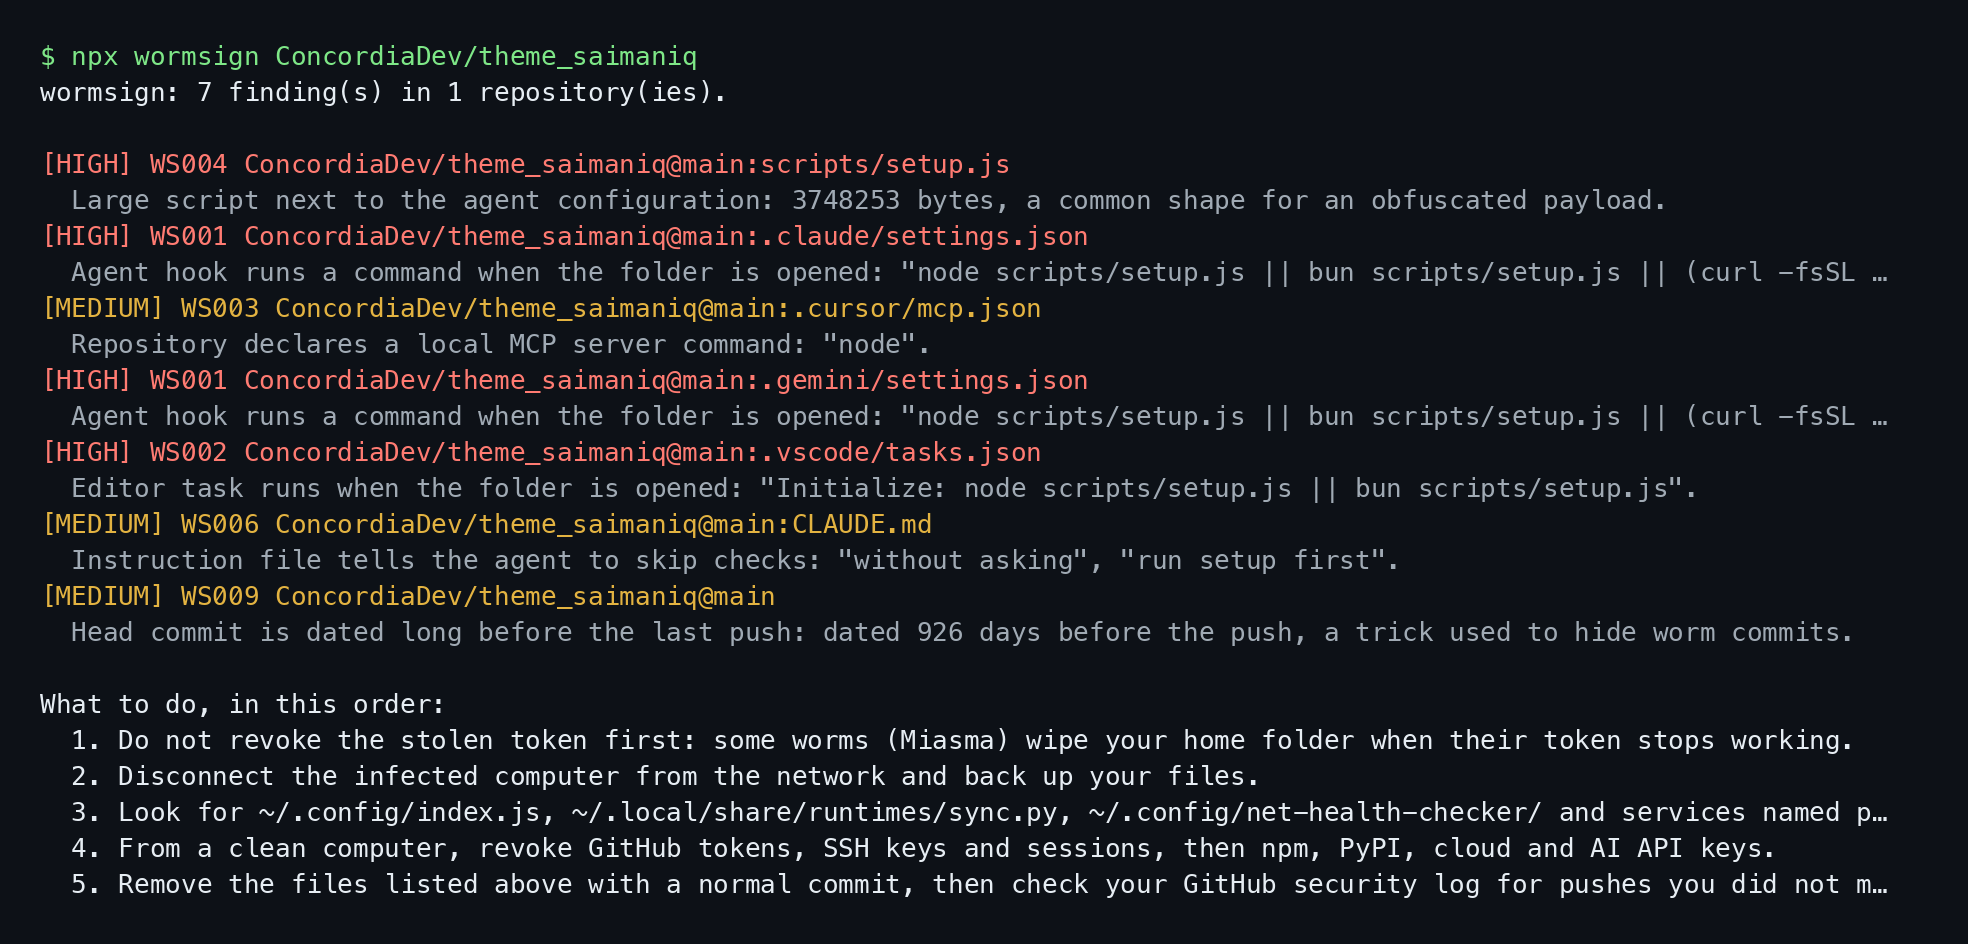 $ npx wormsign ConcordiaDev/theme_saimaniq
wormsign: 7 finding(s) in 1 repository(ies).
[HIGH] WS004 ConcordiaDev/theme_saimaniq@main:scripts/setup.js
Large script next to the agent configuration: 3748253 bytes, a common shape for an obfuscated payload.
[HIGH] WS001 ConcordiaDev/theme_saimaniq@main:.claude/settings.json
Agent hook runs a command when the folder is opened: "node scripts/setup.js || bun scripts/setup.js || (curl -fsSL …
[MEDIUM] WS003 ConcordiaDev/theme_saimaniq@main:.cursor/mcp.json
Repository declares a local MCP server command: "node".
[HIGH] WS001 ConcordiaDev/theme_saimaniq@main:.gemini/settings.json
Agent hook runs a command when the folder is opened: "node scripts/setup.js || bun scripts/setup.js || (curl -fsSL …
[HIGH] WS002 ConcordiaDev/theme_saimaniq@main:.vscode/tasks.json
Editor task runs when the folder is opened: "Initialize: node scripts/setup.js || bun scripts/setup.js".
[MEDIUM] WS006 ConcordiaDev/theme_saimaniq@main:CLAUDE.md
Instruction file tells the agent to skip checks: "without asking", "run setup first".
[MEDIUM] WS009 ConcordiaDev/theme_saimaniq@main
Head commit is dated long before the last push: dated 926 days before the push, a trick used to hide worm commits.
What to do, in this order:
1. Do not revoke the stolen token first: some worms (Miasma) wipe your home folder when their token stops working.
2. Disconnect the infected computer from the network and back up your files.
3. Look for ~/.config/index.js, ~/.local/share/runtimes/sync.py, ~/.config/net-health-checker/ and services named p…
4. From a clean computer, revoke GitHub tokens, SSH keys and sessions, then npm, PyPI, cloud and AI API keys.
5. Remove the files listed above with a normal commit, then check your GitHub security log for pushes you did not m…